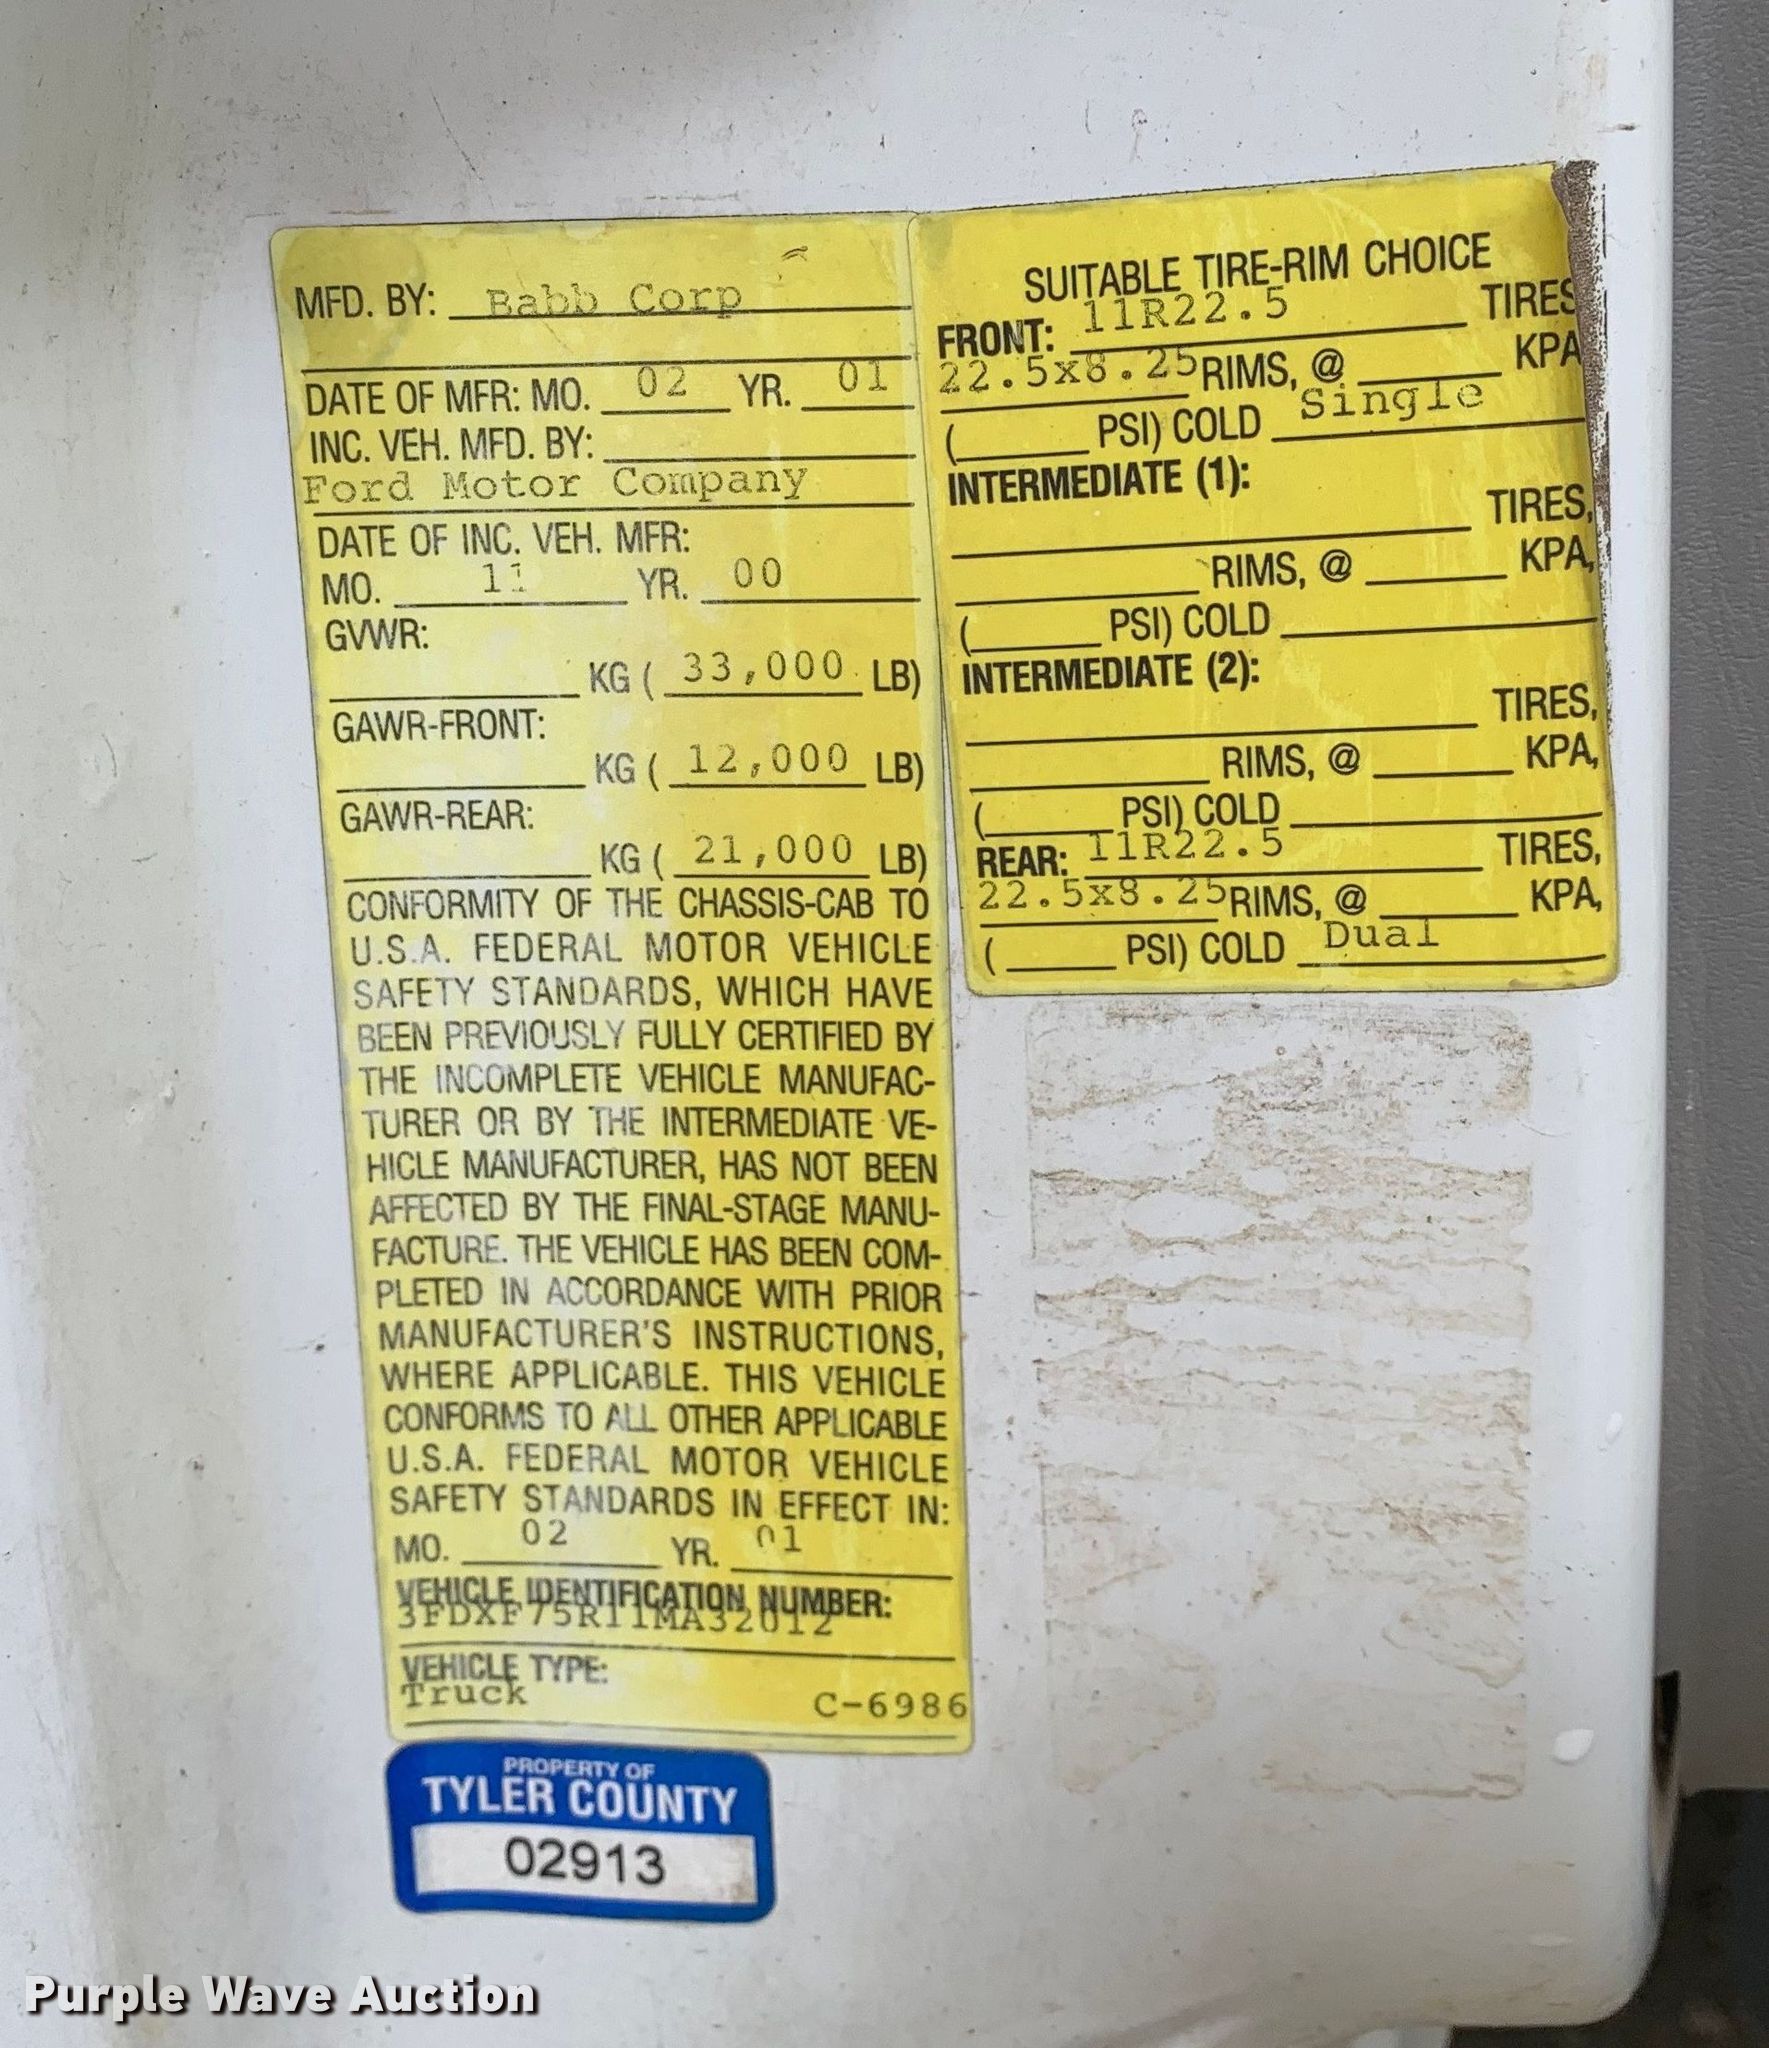 MFD. BY: Babb Corp
DATE OF MFR: MO. 02 YR. 01
INC. VEH. MFD. BY:
Ford Motor Company
DATE OF INC. VEH. MFR:
MO. 11 YR. 00
GVWR:
KG ( 33,000 LB)
GAWR-FRONT:
KG ( 12,000 LB)
GAWR-REAR:
KG ( 21,000 LB)
CONFORMITY OF THE CHASSIS-CAB TO
U.S.A. FEDERAL MOTOR VEHICLE
SAFETY STANDARDS, WHICH HAVE
BEEN PREVIOUSLY FULLY CERTIFIED BY
THE INCOMPLETE VEHICLE MANUFAC-
TURER OR BY THE INTERMEDIATE VE-
HICLE MANUFACTURER, HAS NOT BEEN
AFFECTED BY THE FINAL-STAGE MANU-
FACTURE. THE VEHICLE HAS BEEN COM-
PLETED IN ACCORDANCE WITH PRIOR
MANUFACTURER'S INSTRUCTIONS,
WHERE APPLICABLE. THIS VEHICLE
CONFORMS TO ALL OTHER APPLICABLE
U.S.A. FEDERAL MOTOR VEHICLE
SAFETY STANDARDS IN EFFECT IN:
MO. 02 YR. 01
VEHICLE IDENTIFICATION NUMBER:
3FDXF75R11MA32012
VEHICLE TYPE:
Truck C-6986
SUITABLE TIRE-RIM CHOICE
FRONT: 11R22.5 TIRES
22.5x8.25 RIMS, @ KPA
( PSI) COLD Single
INTERMEDIATE (1):
TIRES,
RIMS, @ KPA,
( PSI) COLD
INTERMEDIATE (2):
TIRES,
RIMS, @ KPA,
( PSI) COLD
REAR: 11R22.5 TIRES,
22.5x8.25 RIMS, @ KPA,
( PSI) COLD Dual
PROPERTY OF
TYLER COUNTY
02913
Purple Wave Auction